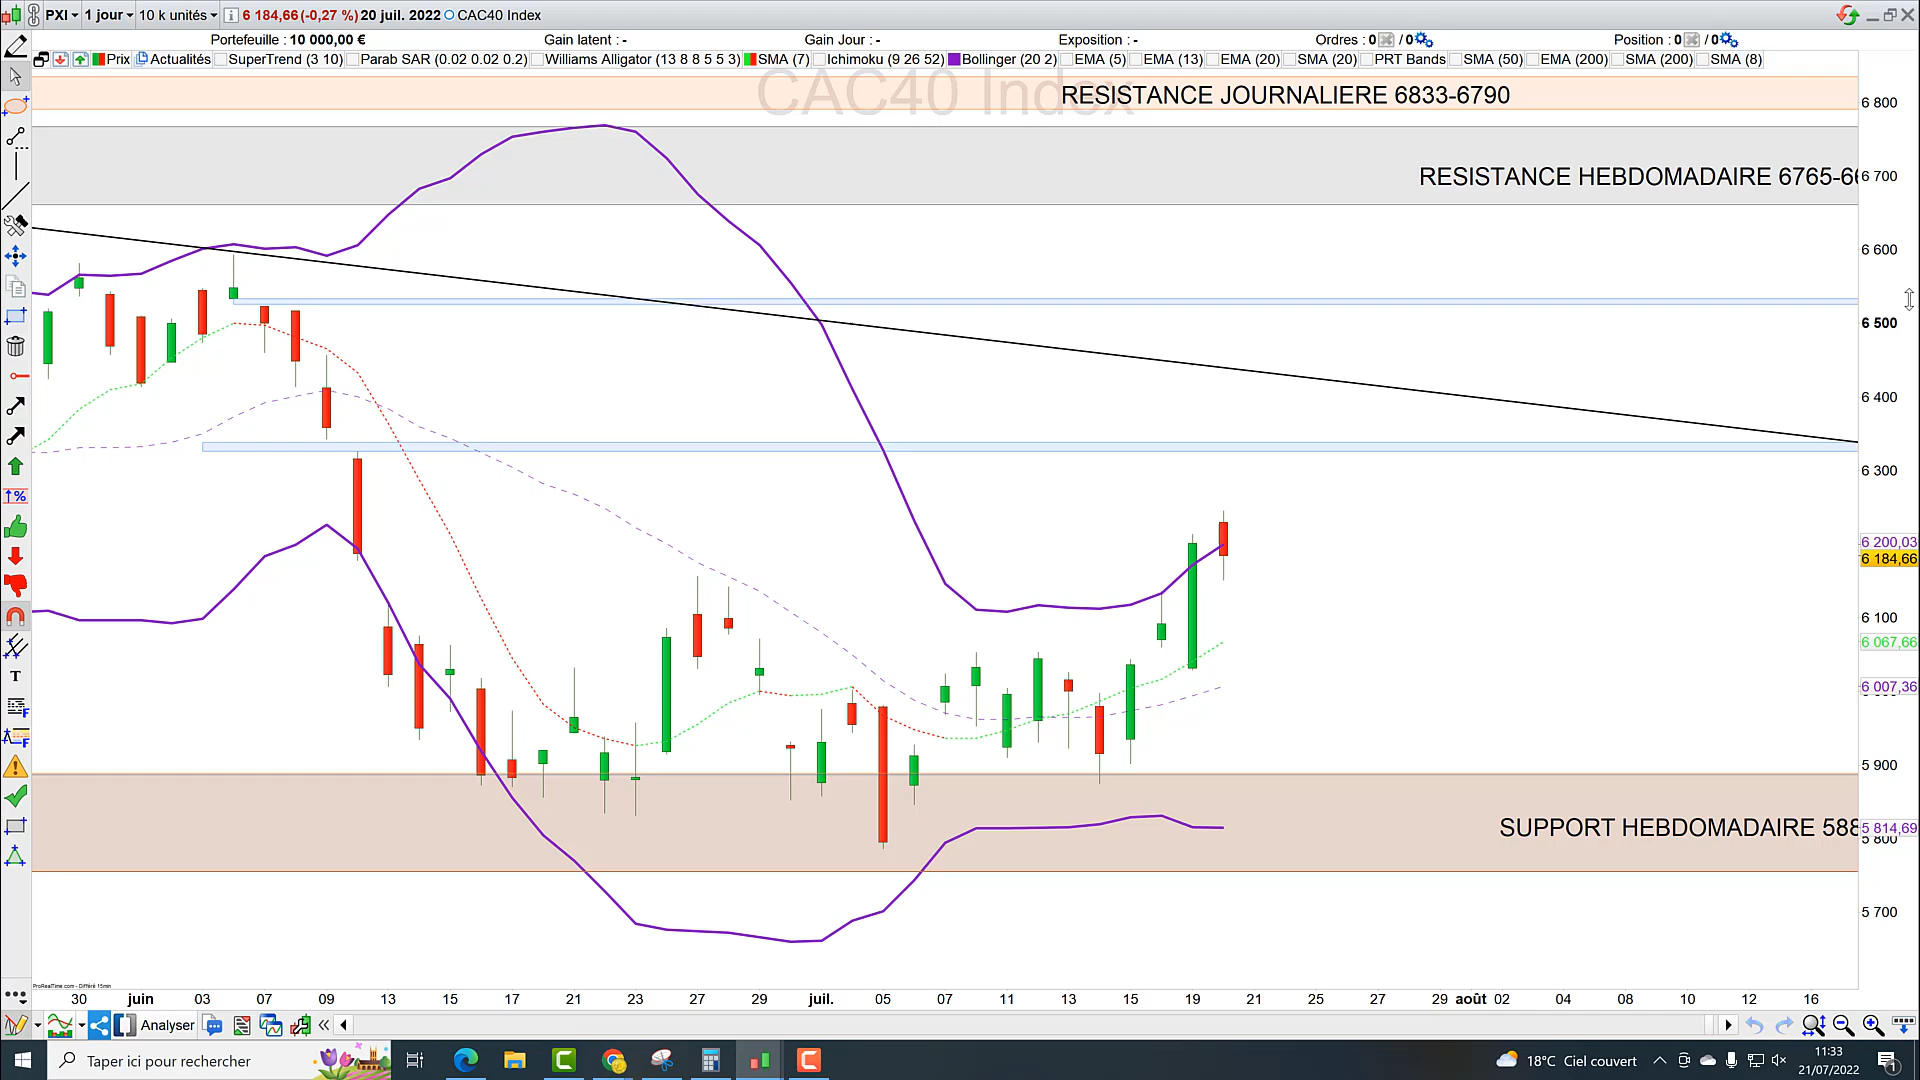 PXI 1 jour 10 k unités 6 184,66 (-0,27 %) 20 juil. 2022 CAC40 Index
Portefeuille : 10 000,00 € Gain latent : - Gain Jour : - Exposition : - Ordres : 0 / 0 Position : 0 / 0
Prix Actualités SuperTrend (3 10) Parab SAR (0.02 0.02 0.2) Williams Alligator (13 8 8 5 5 3) SMA (7) Ichimoku (9 26 52) Bollinger (20 2) EMA (5) EMA (13) EMA (20) SMA (20) PRT Bands SMA (50) EMA (200) SMA (200) SMA (8)
CAC40 Index
RESISTANCE JOURNALIERE 6833-6790
6 800
RESISTANCE HEBDOMADAIRE 6765-66
6 700
6 600
6 500
6 400
6 300
6 200,03
6 184,66
6 100
6 067,66
6 007,36
5 900
SUPPORT HEBDOMADAIRE 588
5 814,69
5 800
5 700
ProRealTime.com - Différé 15min
30 juin 03 07 09 13 15 17 21 23 27 29 juil. 05 07 11 13 15 19 21 25 27 29 août 02 04 08 10 12 16
Analyser
Taper ici pour rechercher
18°C Ciel couvert
11:33
21/07/2022
1
T
%
F
F